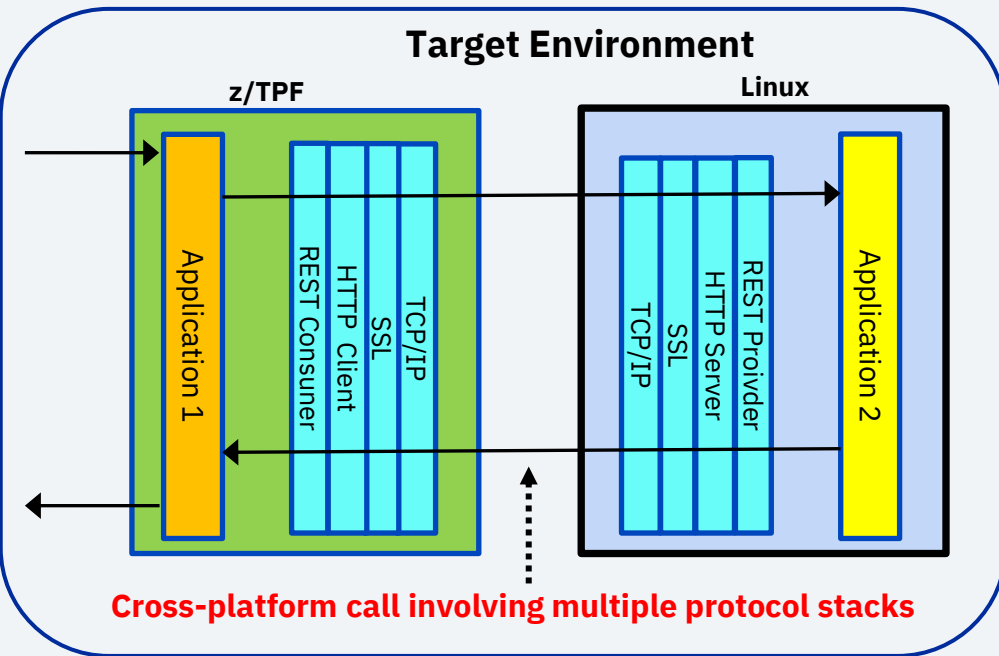 Target Environment
z/TPF
Linux
Application 1
REST Consuner
HTTP Client
SSL
TCP/IP
TCP/IP
SSL
HTTP Server
REST Proivder
Application 2
Cross-platform call involving multiple protocol stacks